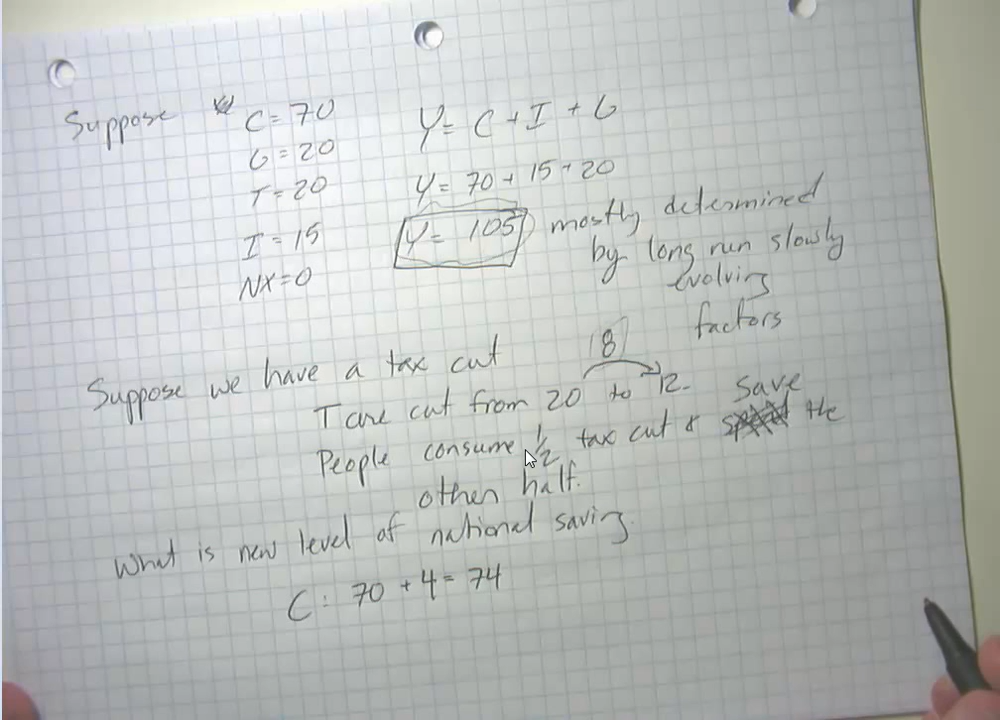 Suppose C = 70
G = 20
T = 20
I = 15
NX = 0
Y = C + I + G
Y = 70 + 15 + 20
Y = 105 mostly determined
by long run slowly
evolving
factors
Suppose we have a tax cut
8
T are cut from 20 to 12. Save
People consume 1/2 tax cut & the
other half.
What is new level of national saving.
C: 70 + 4 = 74